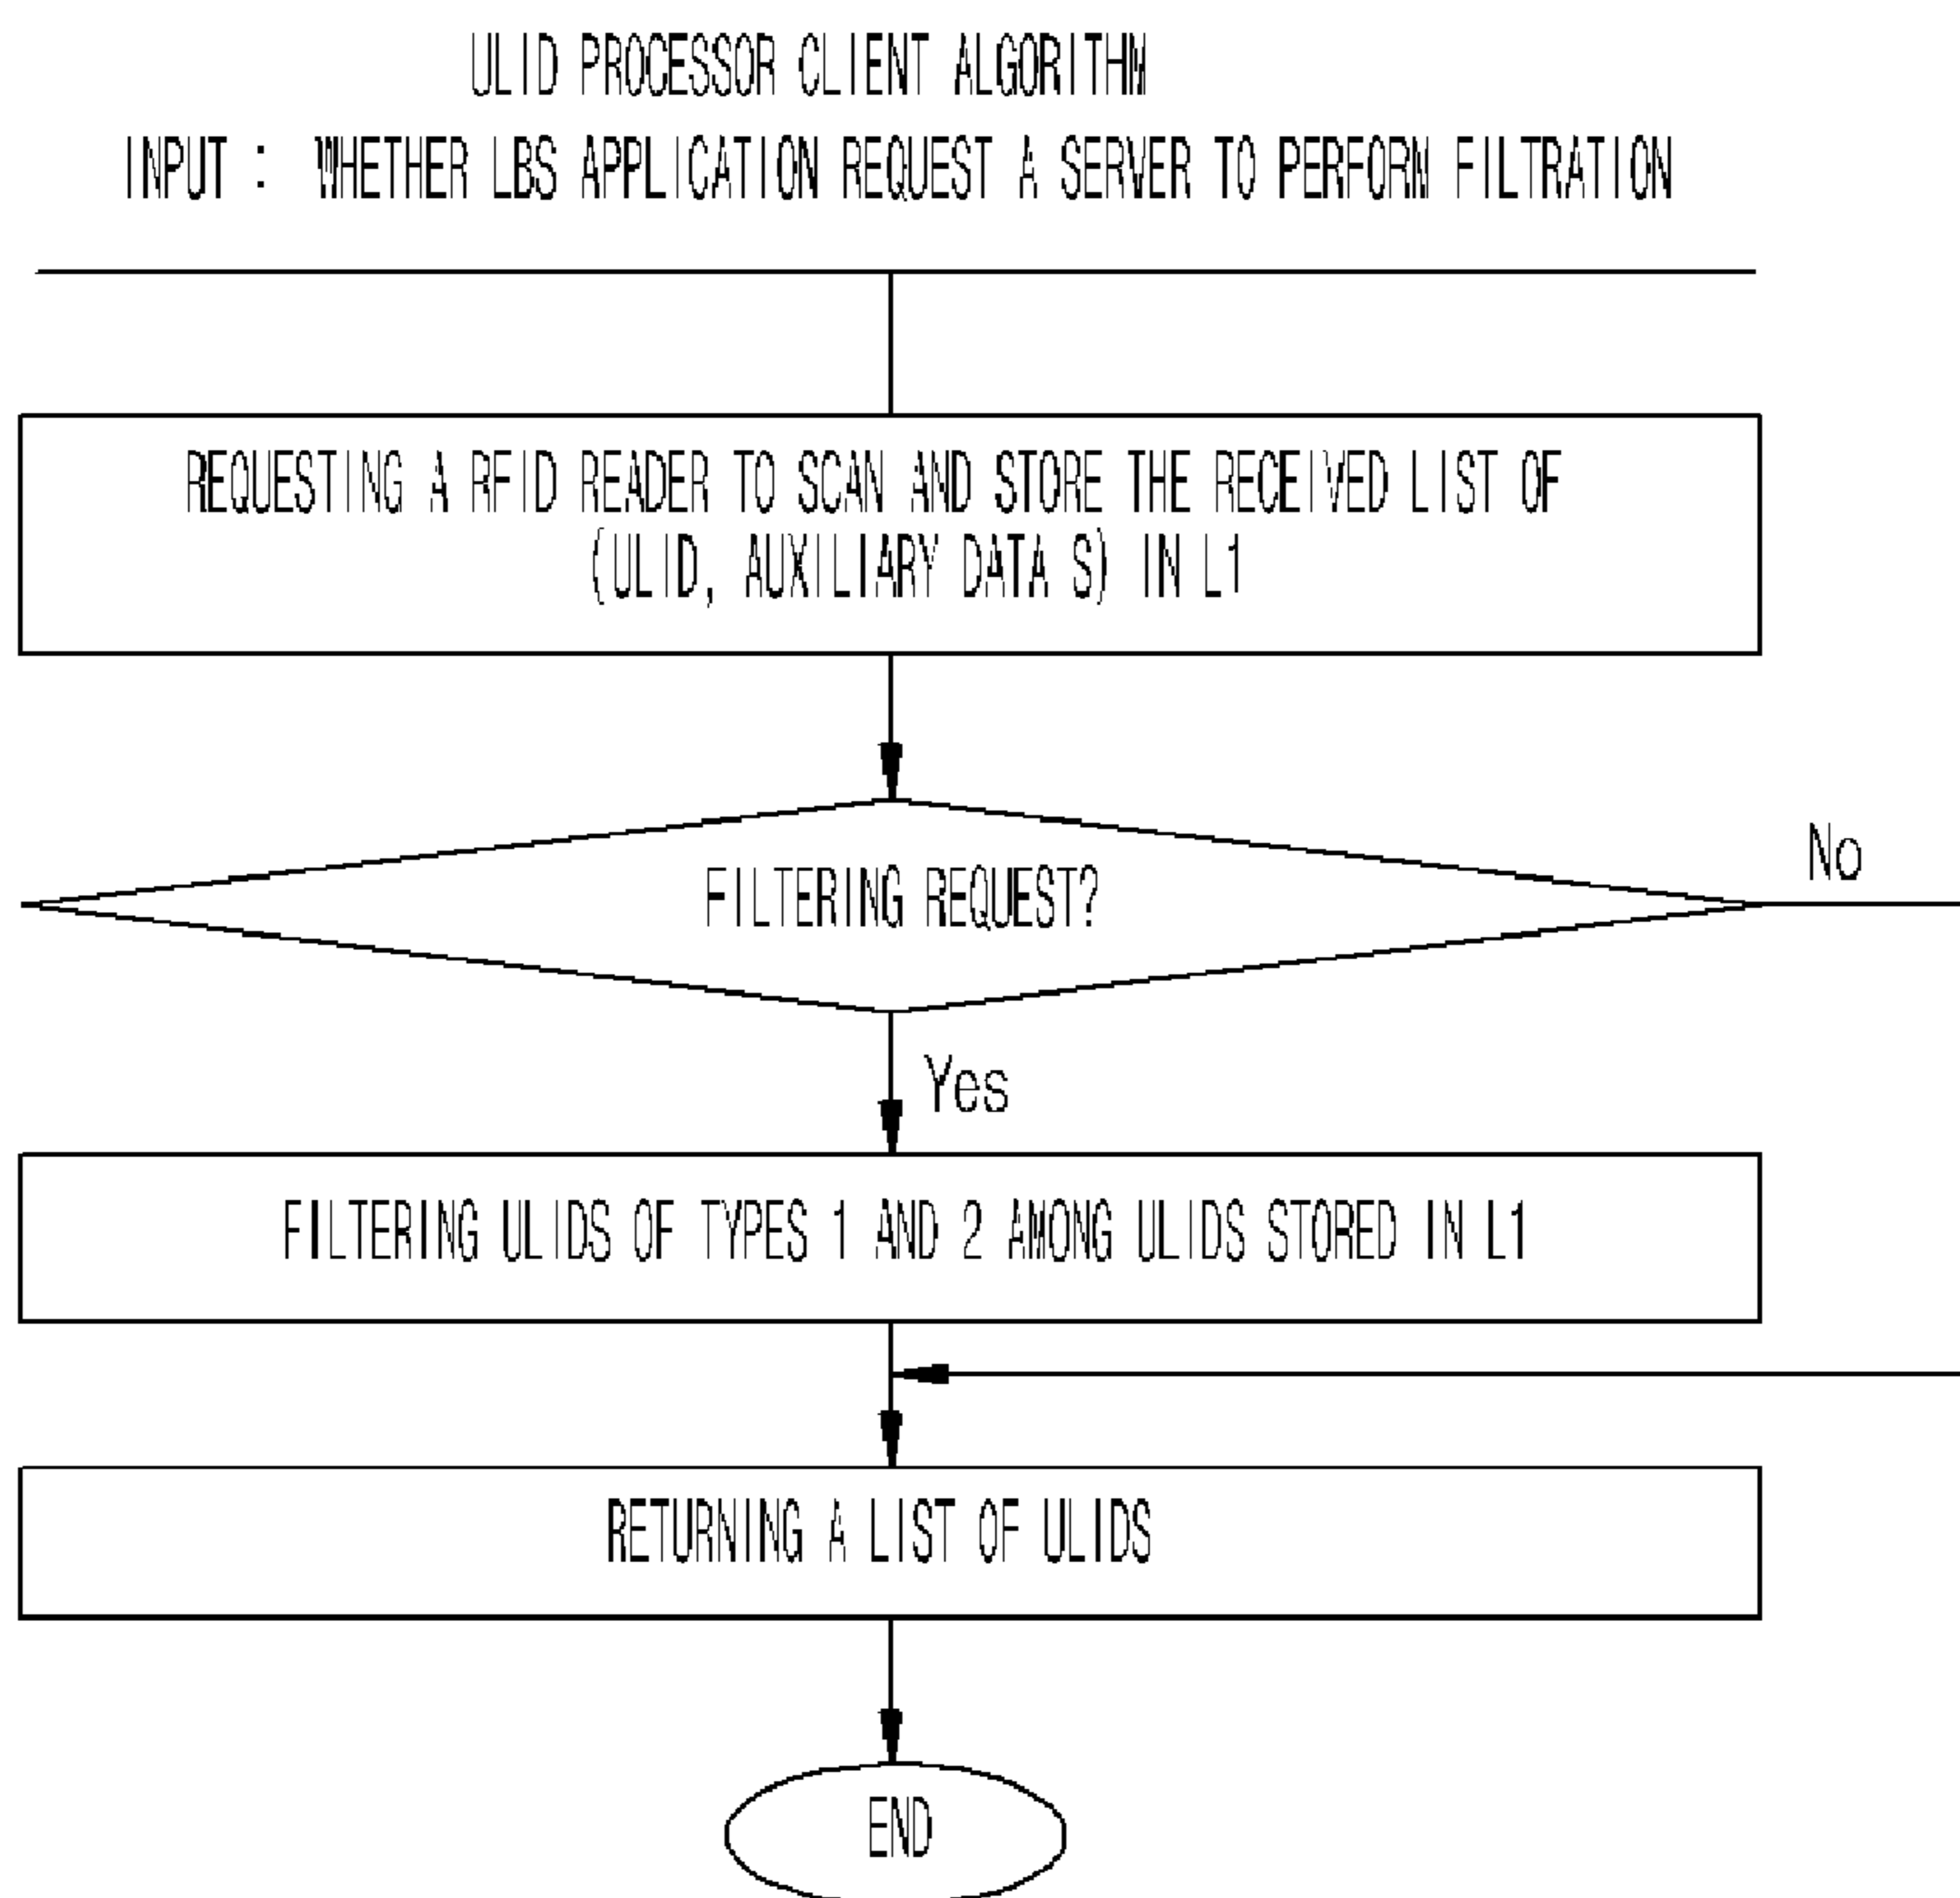 ULID PROCESSOR CLIENT ALGORITHM
INPUT : WHETHER LBS APPLICATION REQUEST A SERVER TO PERFORM FILTRATION
REQUESTING A RFID READER TO SCAN AND STORE THE RECEIVED LIST OF
(ULID, AUXILIARY DATA S) IN L1
FILTERING REQUEST?
No
Yes
FILTERING ULIDS OF TYPES 1 AND 2 AMONG ULIDS STORED IN L1
RETURNING A LIST OF ULIDS
END